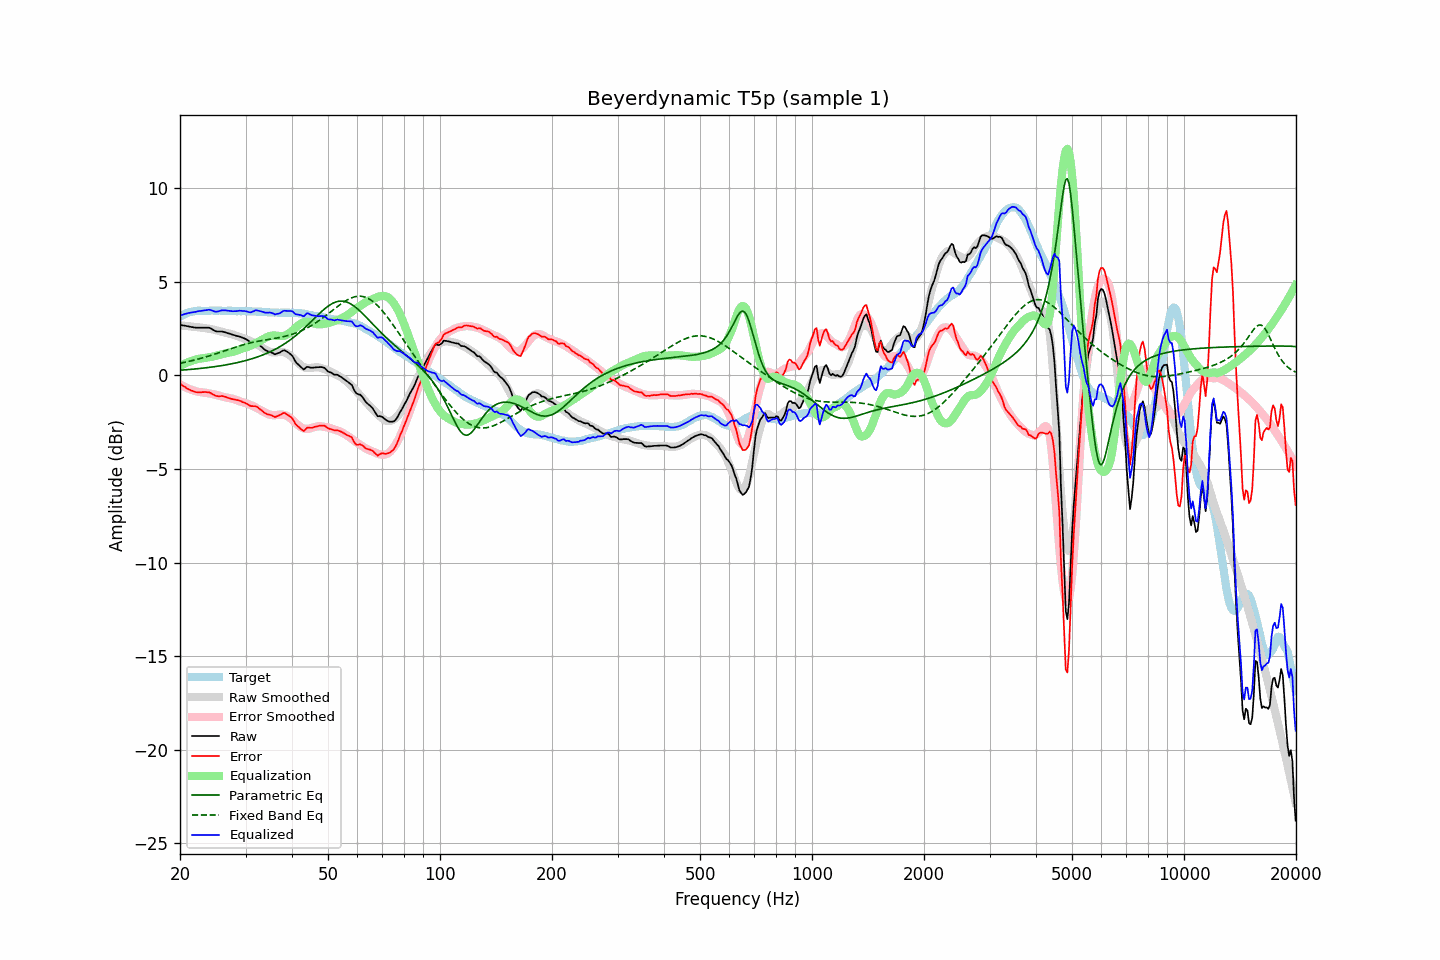 Beyerdynamic T5p (sample 1)
10
5
0
−5
−10
−15
−20
−25
Amplitude (dBr)
Target
Raw Smoothed
Error Smoothed
Raw
Error
Equalization
Parametric Eq
Fixed Band Eq
Equalized
20 50 100 200 500 1000 2000 5000 10000 20000
Frequency (Hz)